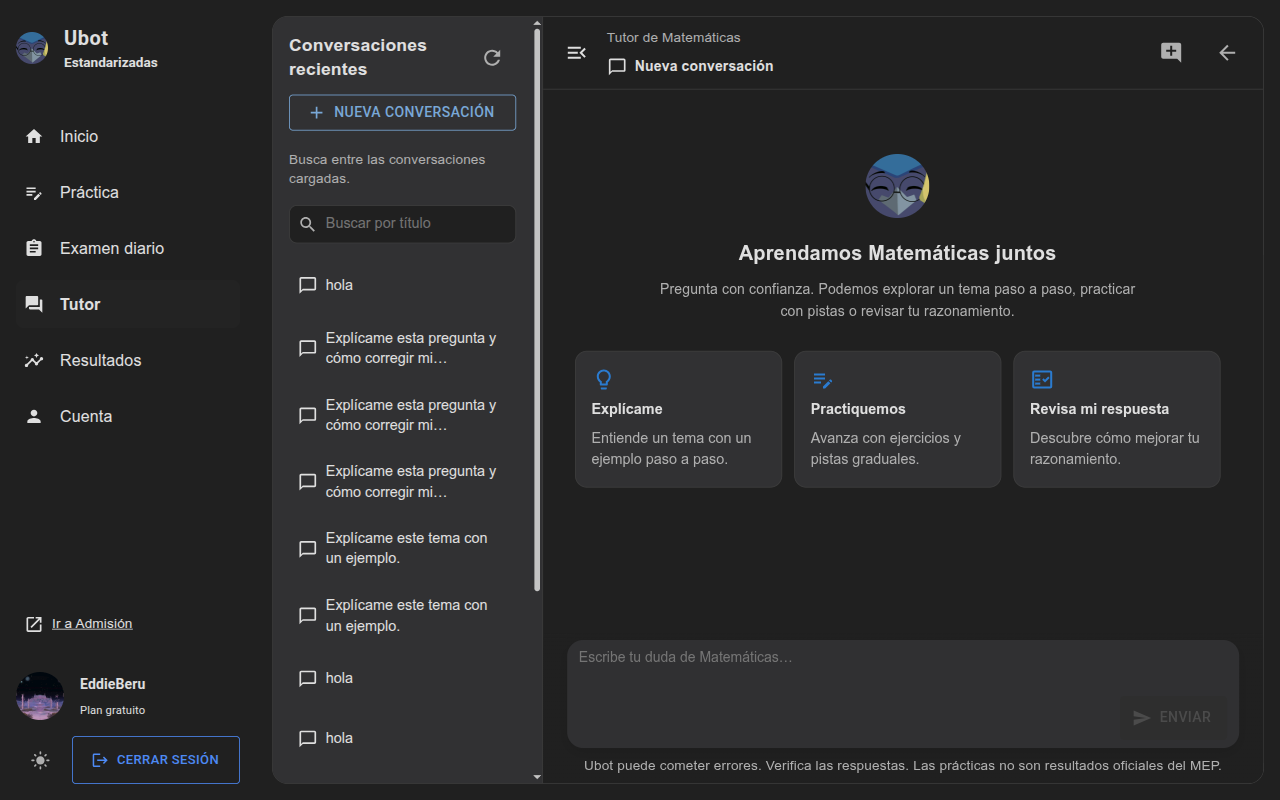 Ubot
Estandarizadas
Inicio
Práctica
Examen diario
Tutor
Resultados
Cuenta
Ir a Admisión
EddieBeru
Plan gratuito
CERRAR SESIÓN
Conversaciones
recientes
NUEVA CONVERSACIÓN
Busca entre las conversaciones
cargadas.
Buscar por título
hola
Explícame esta pregunta y
cómo corregir mi…
Explícame esta pregunta y
cómo corregir mi…
Explícame esta pregunta y
cómo corregir mi…
Explícame este tema con
un ejemplo.
Explícame este tema con
un ejemplo.
hola
hola
Tutor de Matemáticas
Nueva conversación
Aprendamos Matemáticas juntos
Pregunta con confianza. Podemos explorar un tema paso a paso, practicar
con pistas o revisar tu razonamiento.
Explícame
Entiende un tema con un
ejemplo paso a paso.
Practiquemos
Avanza con ejercicios y
pistas graduales.
Revisa mi respuesta
Descubre cómo mejorar tu
razonamiento.
Escribe tu duda de Matemáticas…
ENVIAR
Ubot puede cometer errores. Verifica las respuestas. Las prácticas no son resultados oficiales del MEP.